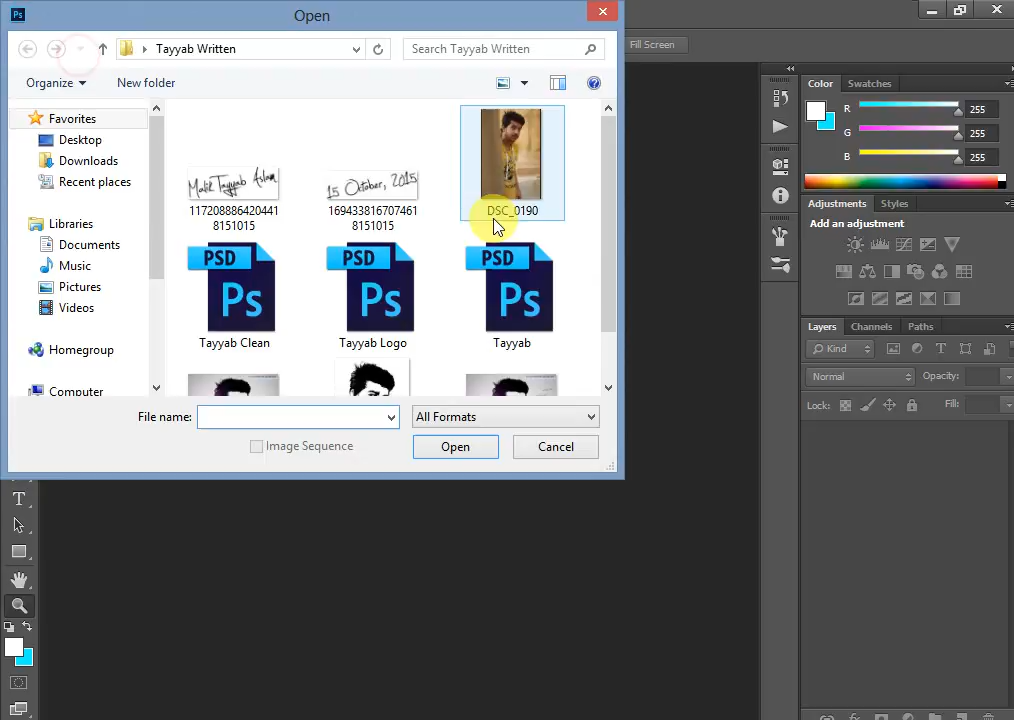 Ps
Open
Tayyab Written
Search Tayyab Written
Fill Screen
Organize
New folder
Favorites
Desktop
Downloads
Recent places
Libraries
Documents
Music
Pictures
Videos
Homegroup
Computer
Malik Tayyab Aslam
15 October, 2015
117208886420441
8151015
169433816707461
8151015
DSC_0190
PSD
Ps
PSD
Ps
PSD
Ps
Tayyab Clean
Tayyab Logo
Tayyab
File name:
All Formats
Image Sequence
Open
Cancel
Color
Swatches
R
255
G
255
B
255
Adjustments
Styles
Add an adjustment
Layers
Channels
Paths
Kind
T
Normal
Opacity:
Lock:
Fill:
T